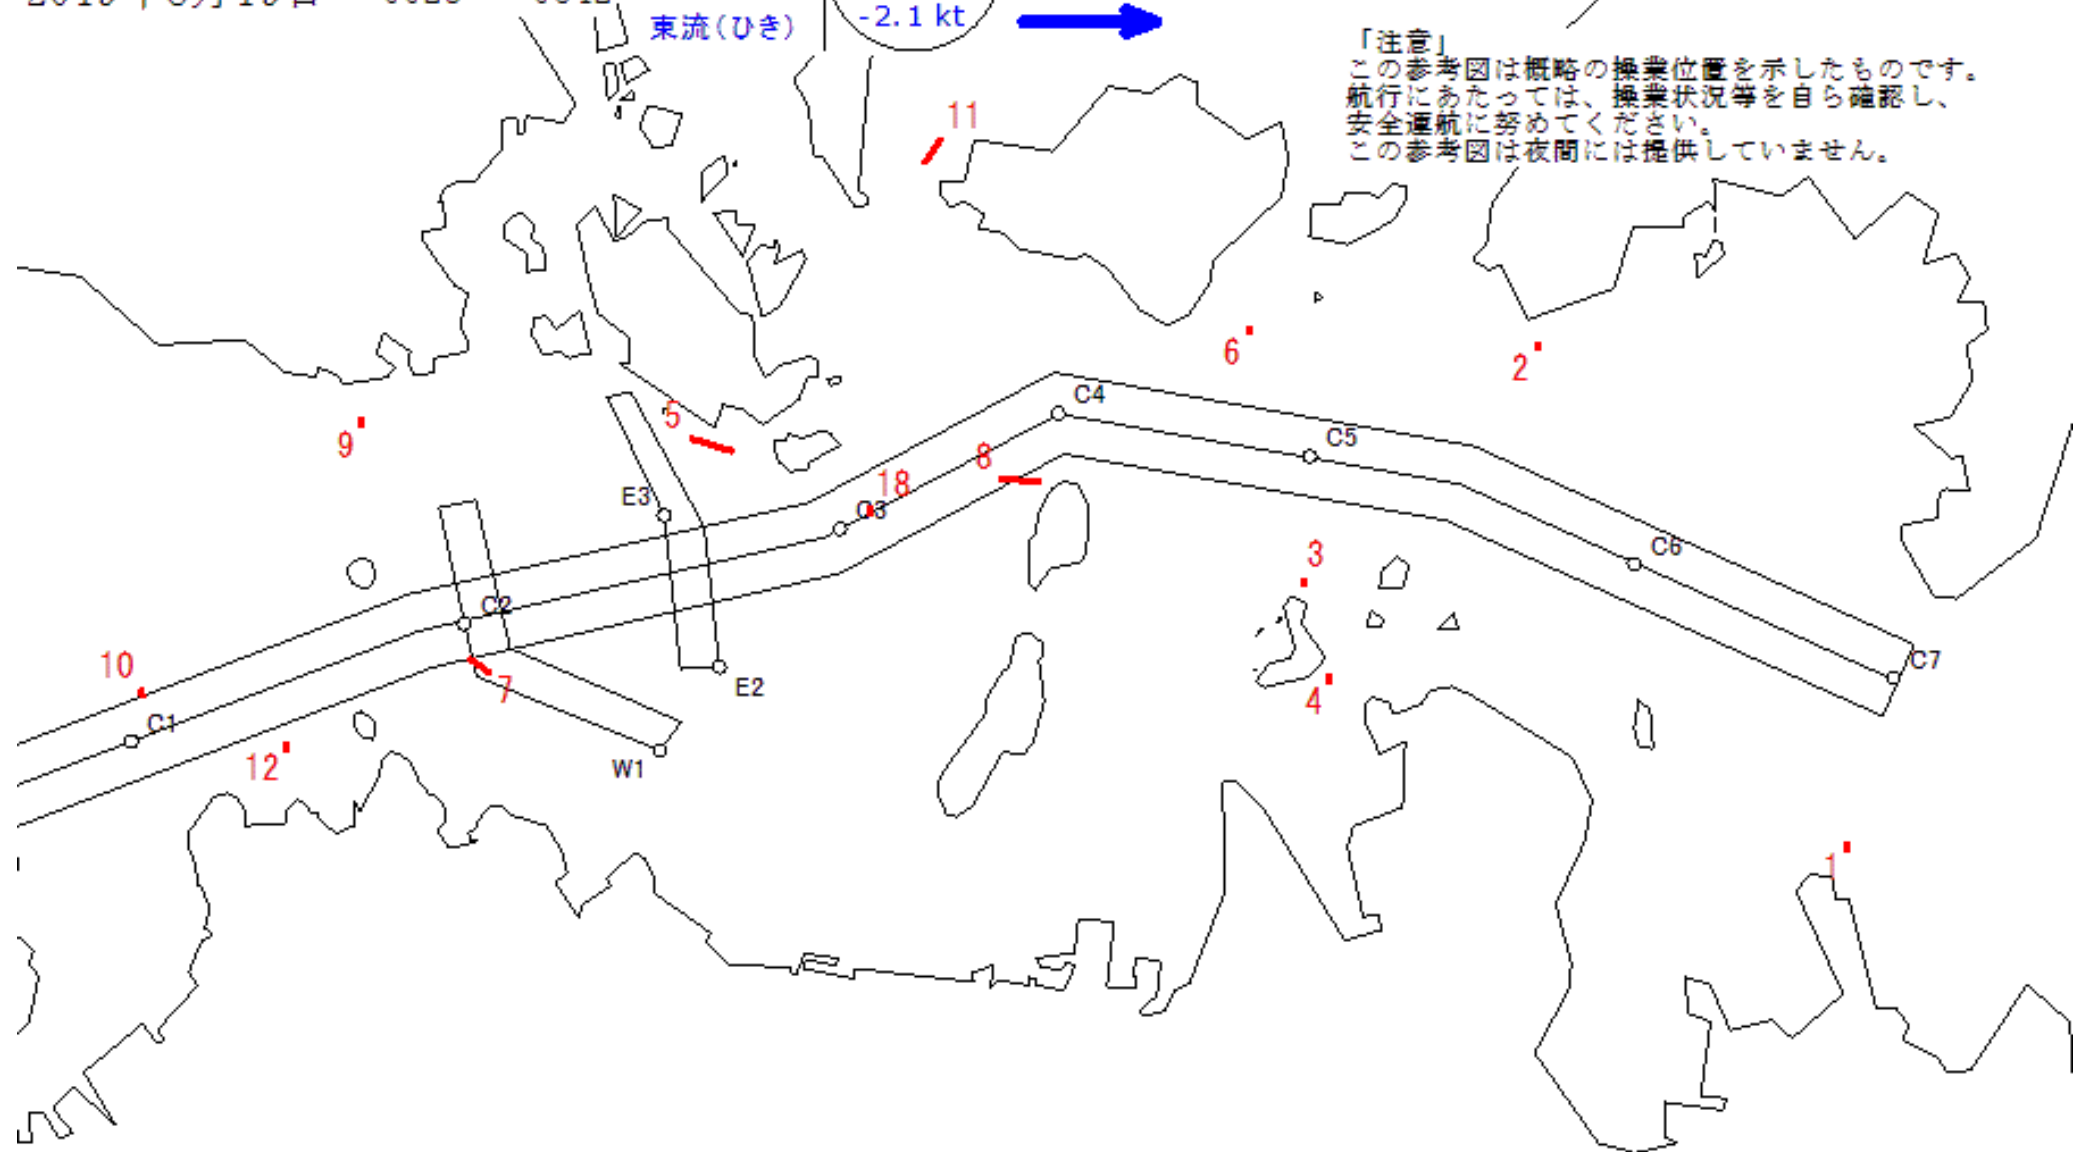 東流(ひき)
-2.1 kt
「注意」
この参考図は概略の操業位置を示したものです。
航行にあたっては、操業状況等を自ら確認し、
安全運航に努めてください。
この参考図は夜間には提供していません。
11
6
2
C4
5
C5
9
8
18
E3
C3
3
C6
C2
10
C7
7
E2
4
C1
12
W1
1